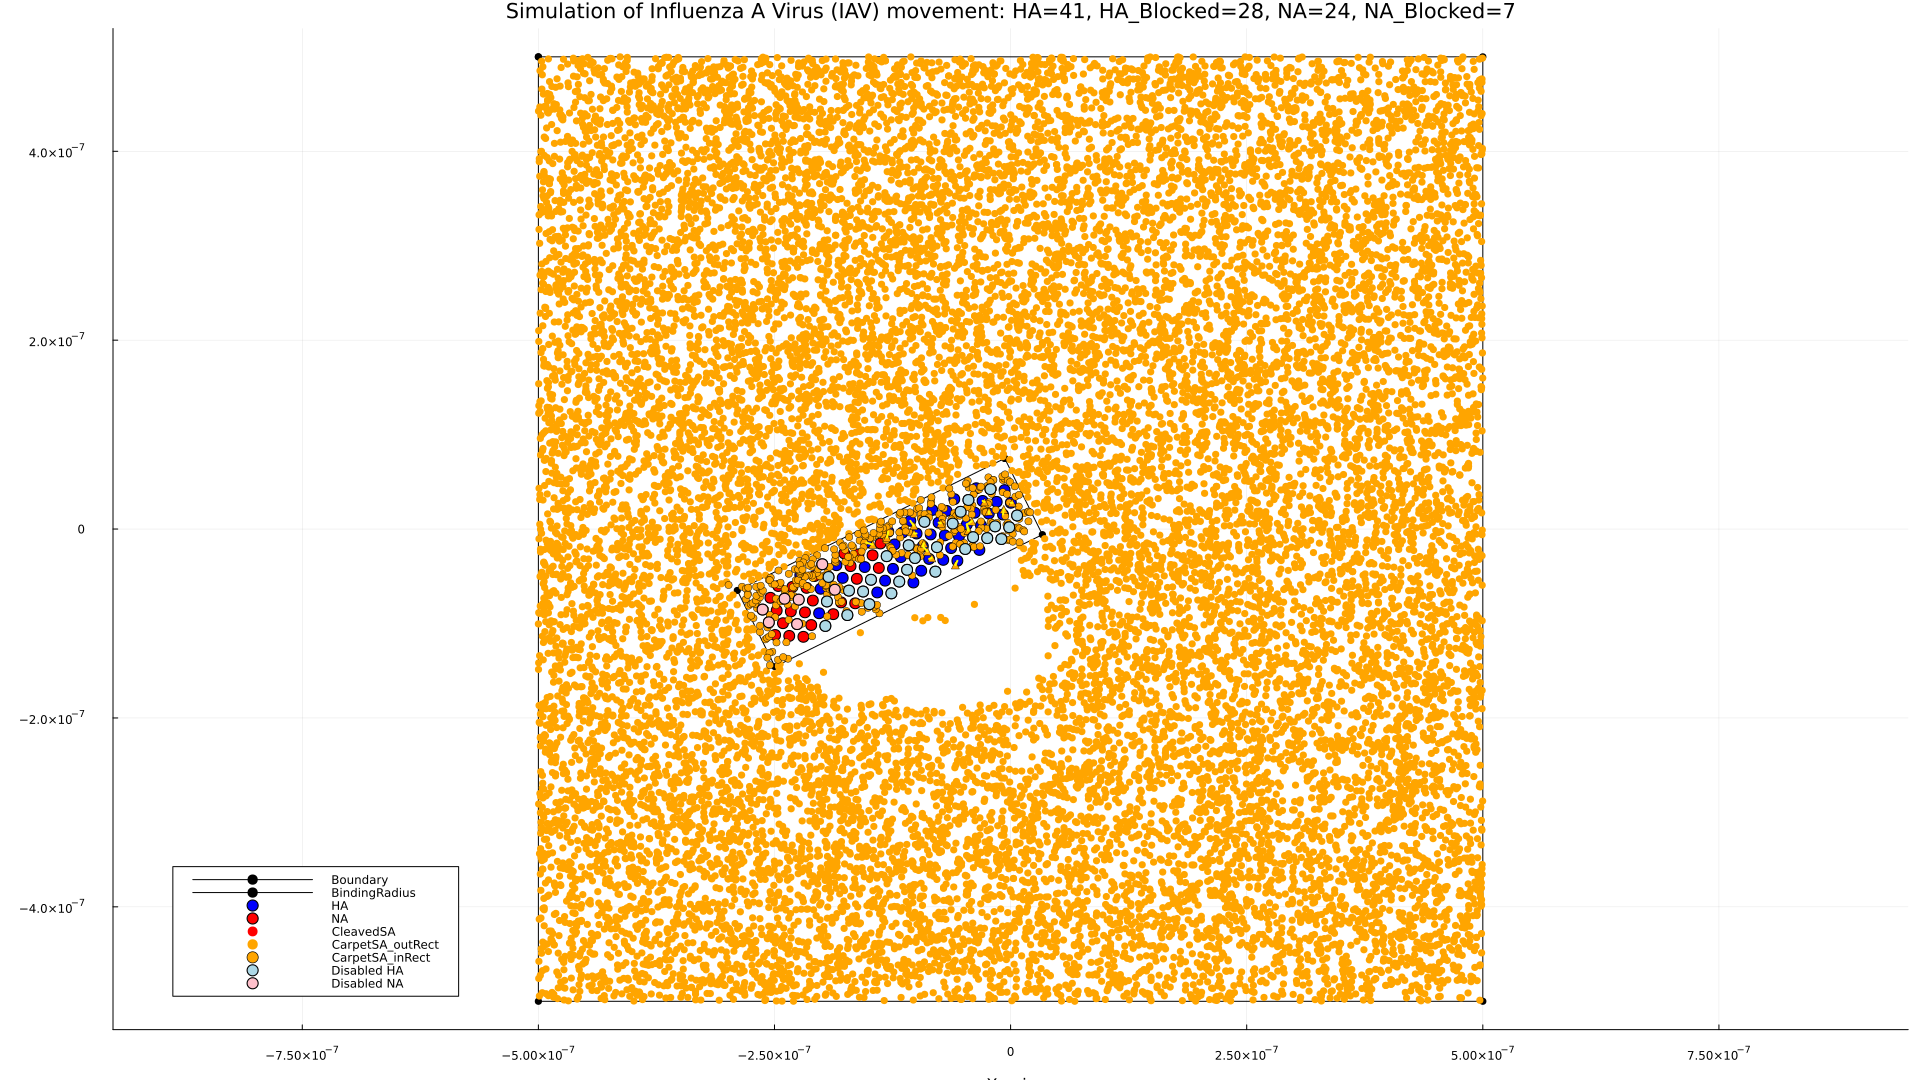 Simulation of Influenza A Virus (IAV) movement: HA=41, HA_Blocked=28, NA=24, NA_Blocked=7
4.0×10⁻⁷
2.0×10⁻⁷
0
−2.0×10⁻⁷
−4.0×10⁻⁷
Boundary
BindingRadius
HA
NA
CleavedSA
CarpetSA_outRect
CarpetSA_inRect
Disabled HA
Disabled NA
−7.50×10⁻⁷
−5.00×10⁻⁷
−2.50×10⁻⁷
0
2.50×10⁻⁷
5.00×10⁻⁷
7.50×10⁻⁷